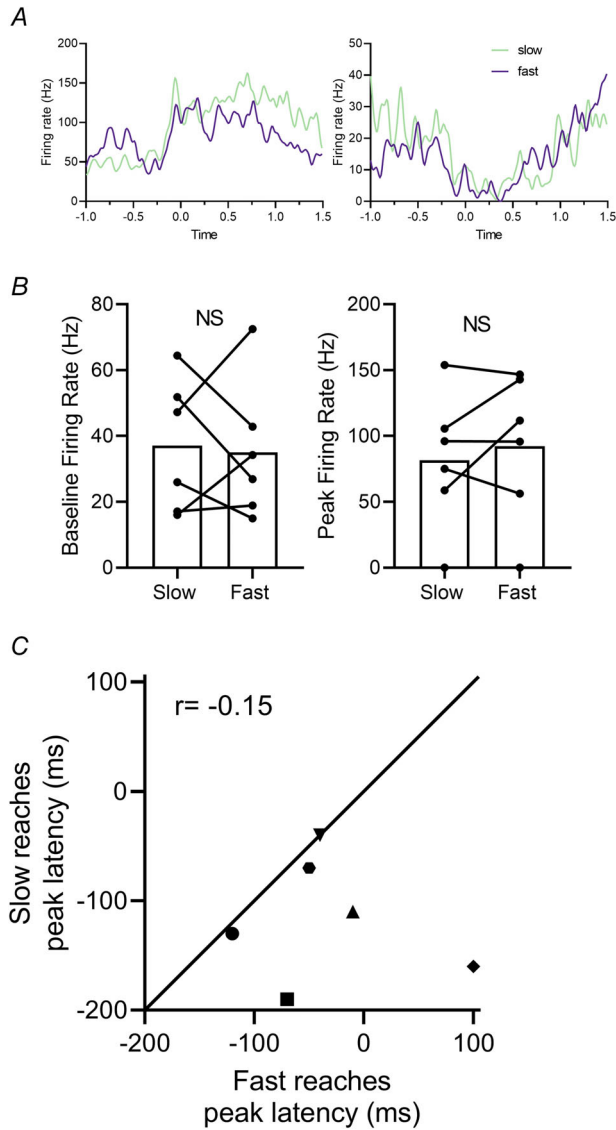 A
slow
fast
Firing rate (Hz)
200
150
100
50
0
-1.0 -0.5 0.0 0.5 1.0 1.5
Time
Firing rate (Hz)
50
40
30
20
10
0
-1.0 -0.5 0.0 0.5 1.0 1.5
Time
B
NS
Baseline Firing Rate (Hz)
80
60
40
20
0
Slow Fast
NS
Peak Firing Rate (Hz)
200
150
100
50
0
Slow Fast
C
r= -0.15
Slow reaches
peak latency (ms)
100
0
-100
-200
-200 -100 0 100
Fast reaches
peak latency (ms)